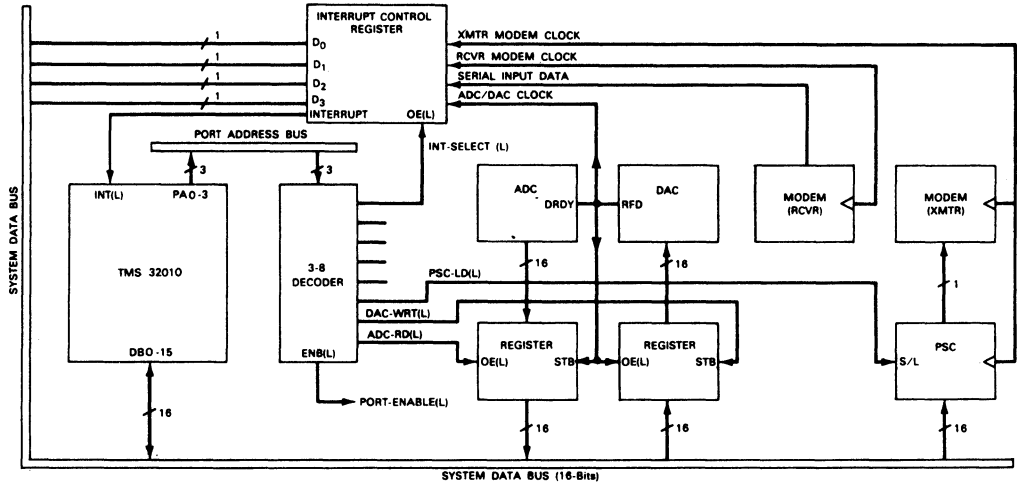 INTERRUPT CONTROL
REGISTER
D0
D1
D2
D3
INTERRUPT
OE(L)
1
1
1
1
XMTR MODEM CLOCK
RCVR MODEM CLOCK
SERIAL INPUT DATA
ADC/DAC CLOCK
INT-SELECT (L)
PORT ADDRESS BUS
3
3
INT(L)
PA0-3
TMS 32010
DB0-15
16
3-8
DECODER
ENB(L)
PORT-ENABLE(L)
PSC-LD(L)
DAC-WRT(L)
ADC-RD(L)
ADC
DRDY
DAC
RFD
16
16
MODEM
(RCVR)
MODEM
(XMTR)
1
REGISTER
OE(L)
STB
REGISTER
OE(L)
STB
PSC
S/L
16
16
16
SYSTEM DATA BUS
SYSTEM DATA BUS (16-Bits)